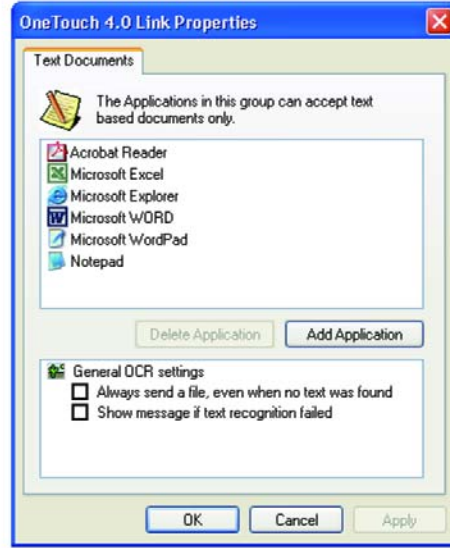 OneTouch 4.0 Link Properties
Text Documents
The Applications in this group can accept text
based documents only.
Acrobat Reader
Microsoft Excel
Microsoft Explorer
Microsoft WORD
Microsoft WordPad
Notepad
Delete Application Add Application
General OCR settings
Always send a file, even when no text was found
Show message if text recognition failed
OK Cancel Apply